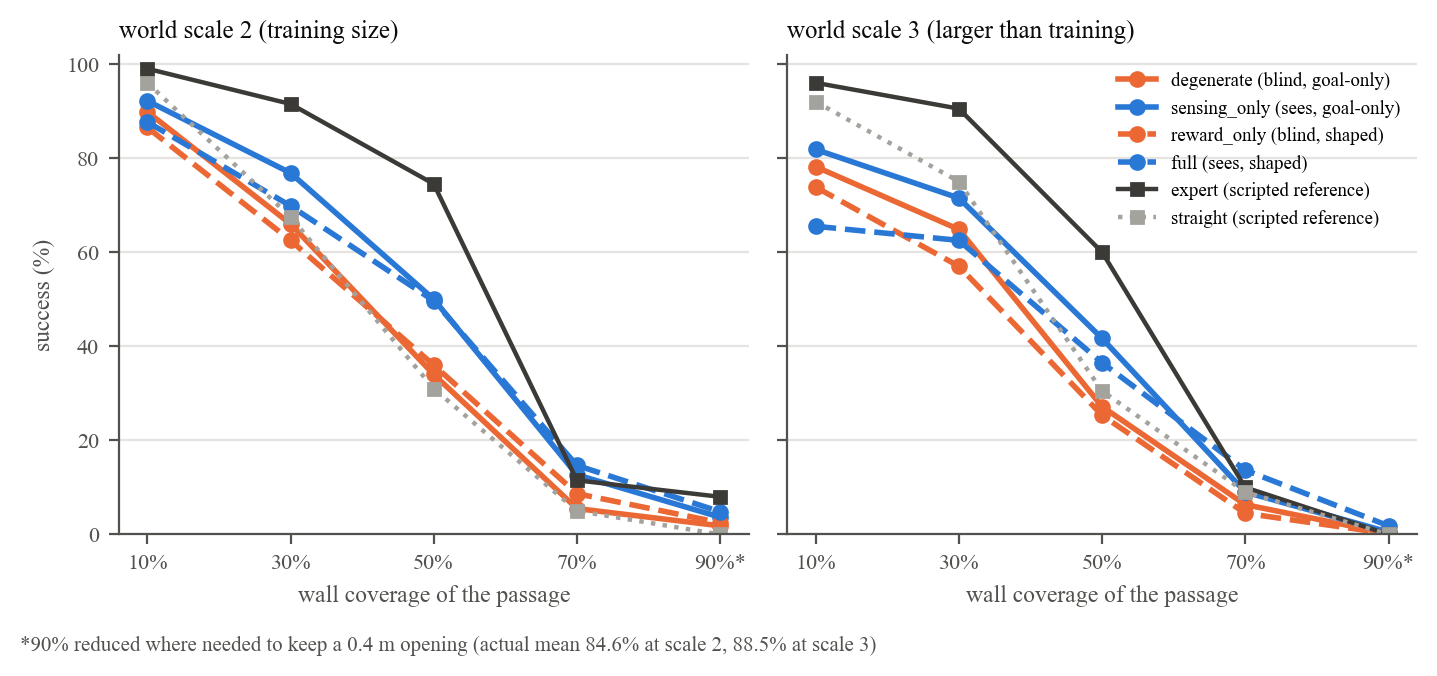 world scale 2 (training size)
world scale 3 (larger than training)
success (%)
100
80
60
40
20
0
10%
30%
50%
70%
90%*
wall coverage of the passage
degenerate (blind, goal-only)
sensing_only (sees, goal-only)
reward_only (blind, shaped)
full (sees, shaped)
expert (scripted reference)
straight (scripted reference)
10%
30%
50%
70%
90%*
wall coverage of the passage
*90% reduced where needed to keep a 0.4 m opening (actual mean 84.6% at scale 2, 88.5% at scale 3)